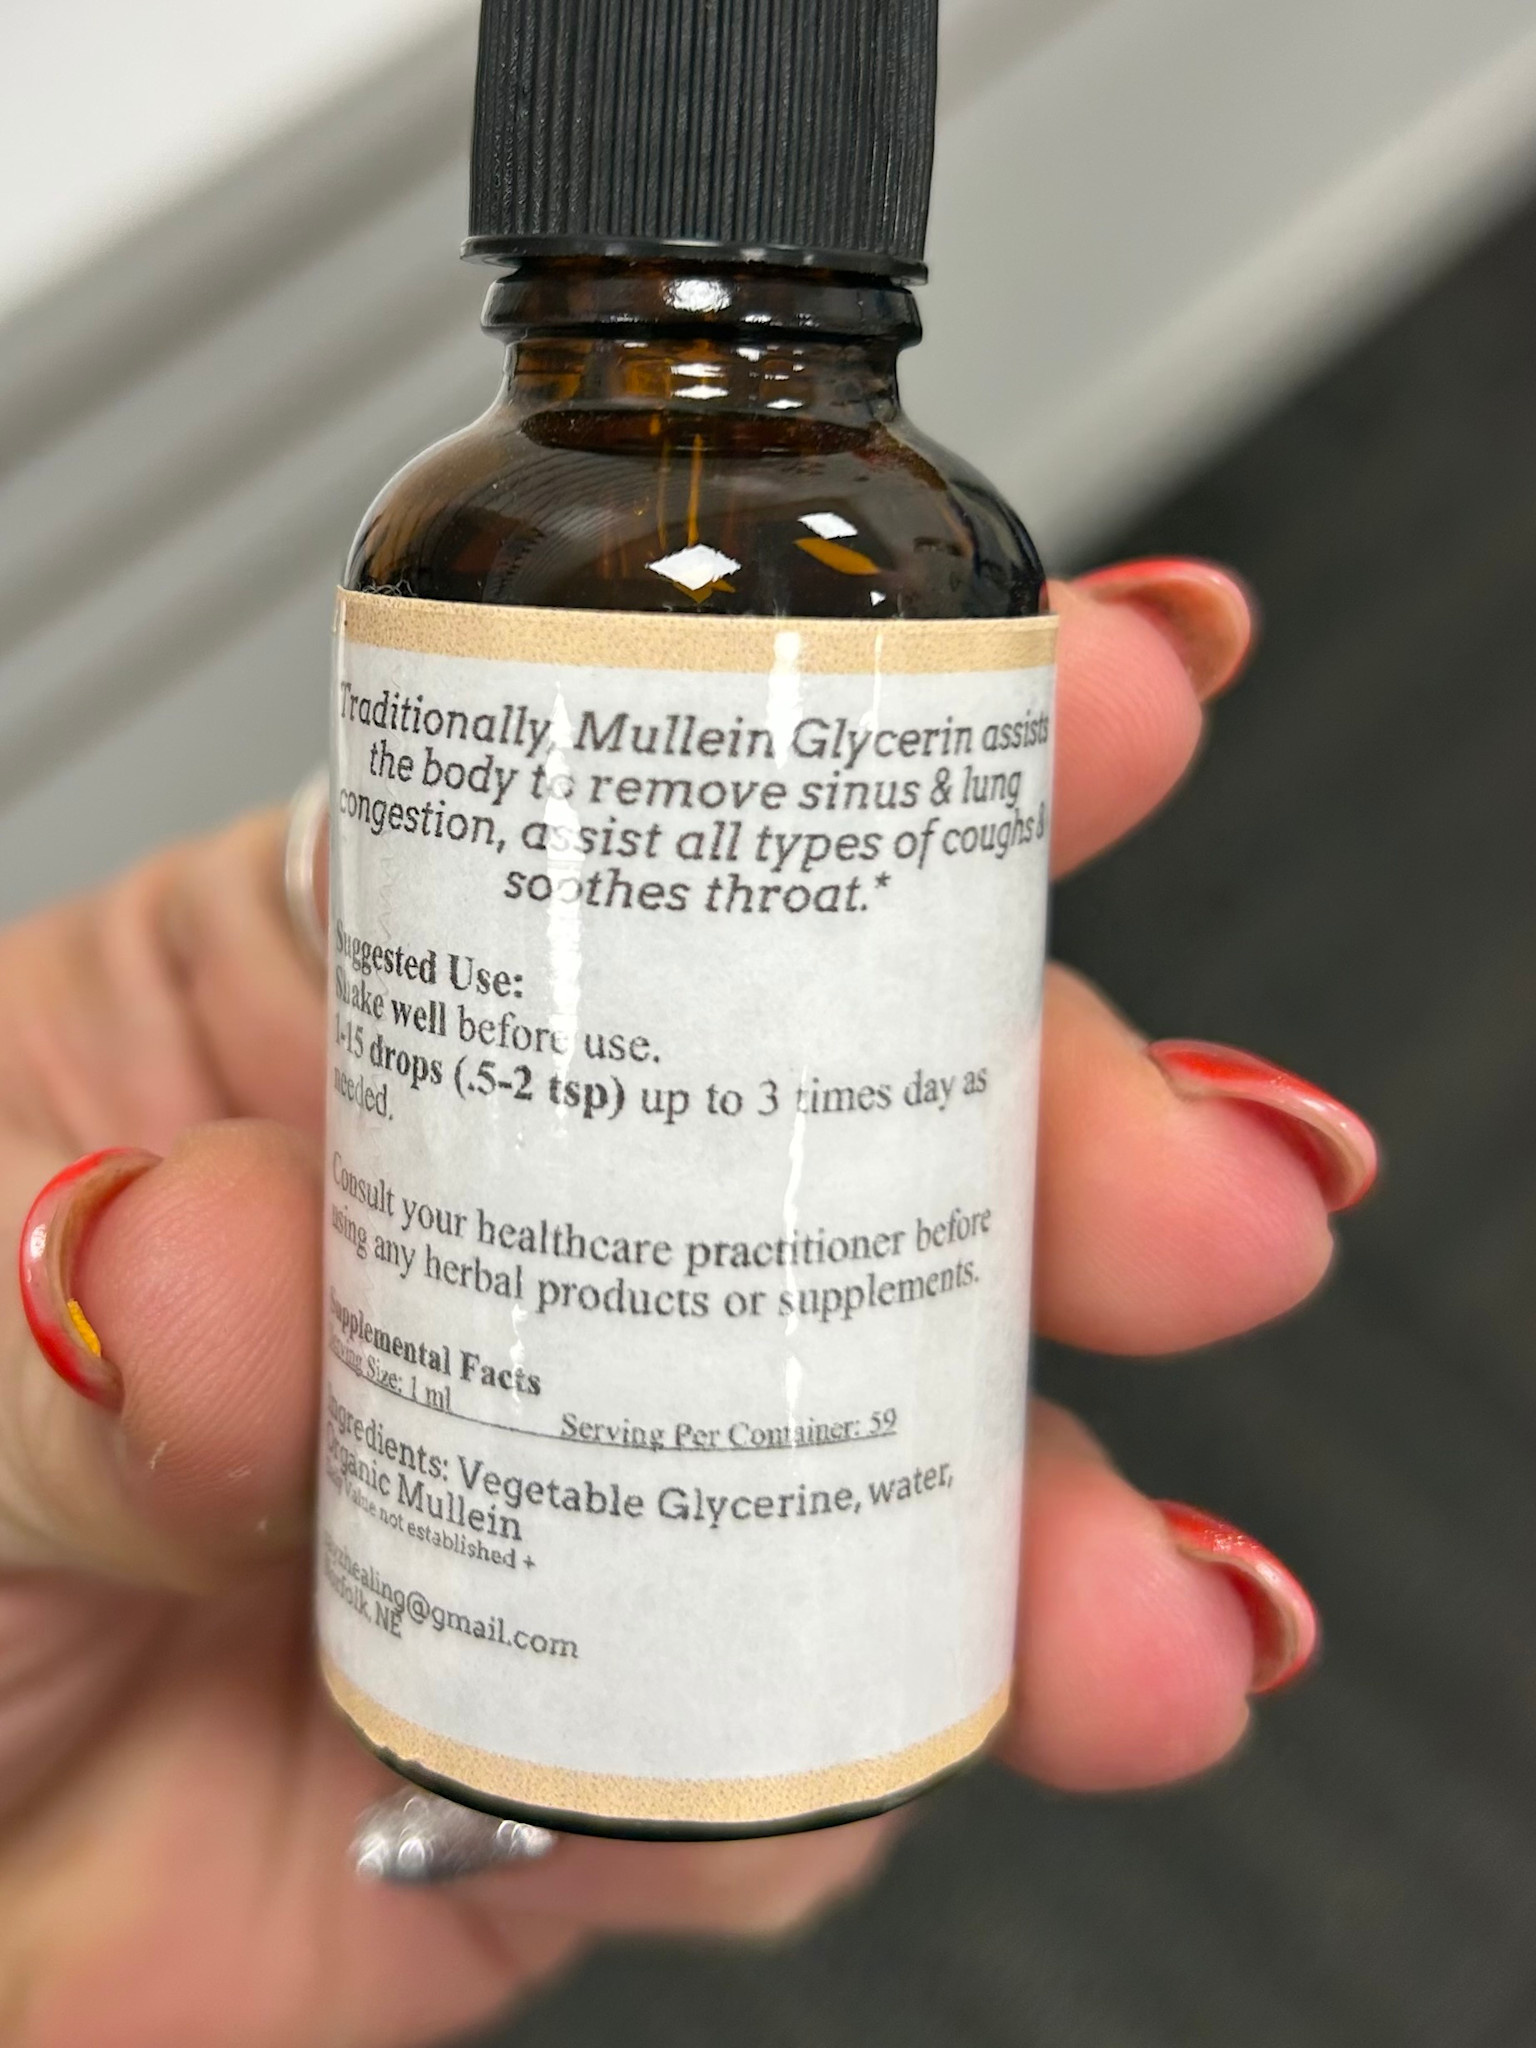 Traditionally, Mullein Glycerin assists
the body to remove sinus & lung
congestion, assist all types of coughs &
soothes throat.*
Suggested Use:
Shake well before use.
1-15 drops (.5-2 tsp) up to 3 times day as
needed.
Consult your healthcare practitioner before
using any herbal products or supplements.
Supplemental Facts
Serving Size: 1 ml
Serving Per Container: 59
Ingredients: Vegetable Glycerine, water,
Organic Mullein
Value not established +
Norfolk, NE